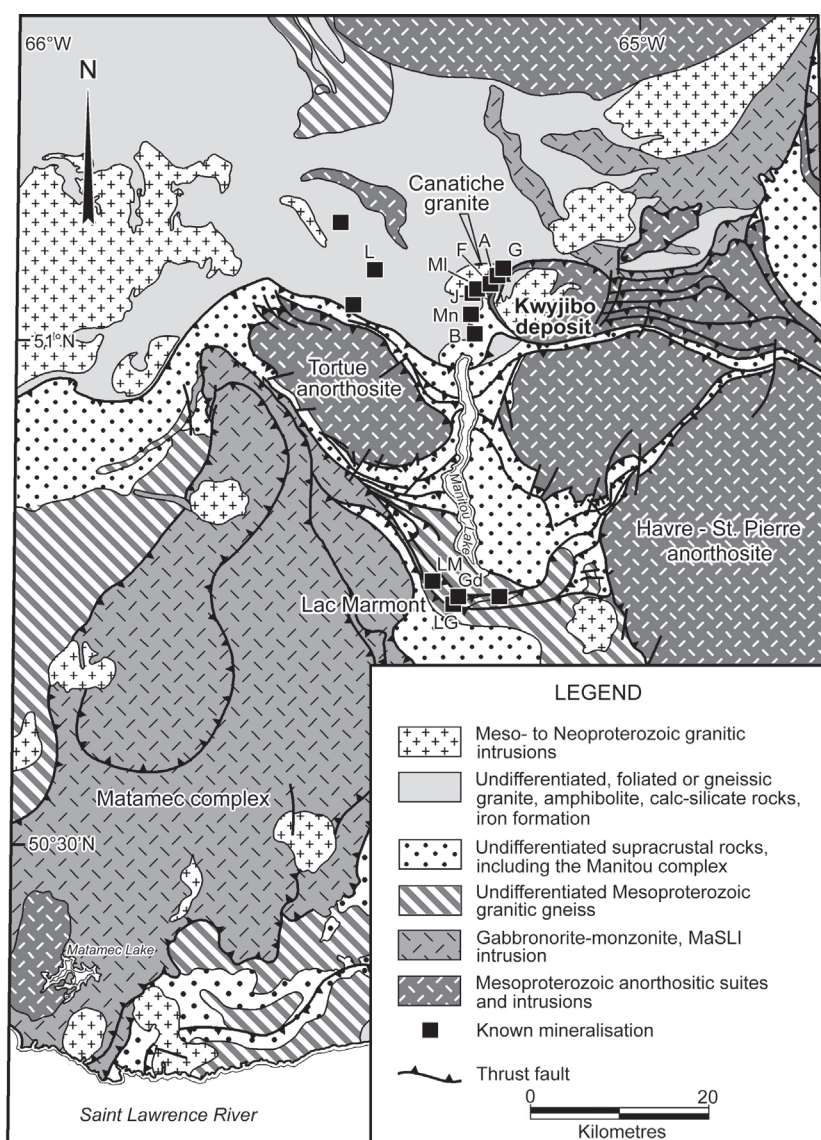 66°W
65°W
N
Canatiche
granite
A
F
G
L
Ml
J
Kwyjibo
deposit
Mn
51°N
B
Tortue
anorthosite
Manitou Lake
Havre - St. Pierre
anorthosite
LM
Gd
Lac Marmont
LG
LEGEND
Meso- to Neoproterozoic granitic
intrusions
Undifferentiated, foliated or gneissic
granite, amphibolite, calc-silicate rocks,
iron formation
Undifferentiated supracrustal rocks,
including the Manitou complex
Undifferentiated Mesoproterozoic
granitic gneiss
Gabbronorite-monzonite, MaSLI
intrusion
Mesoproterozoic anorthositic suites
and intrusions
Known mineralisation
Thrust fault
0 20
Kilometres
Matamec complex
50°30'N
Matamec Lake
Saint Lawrence River